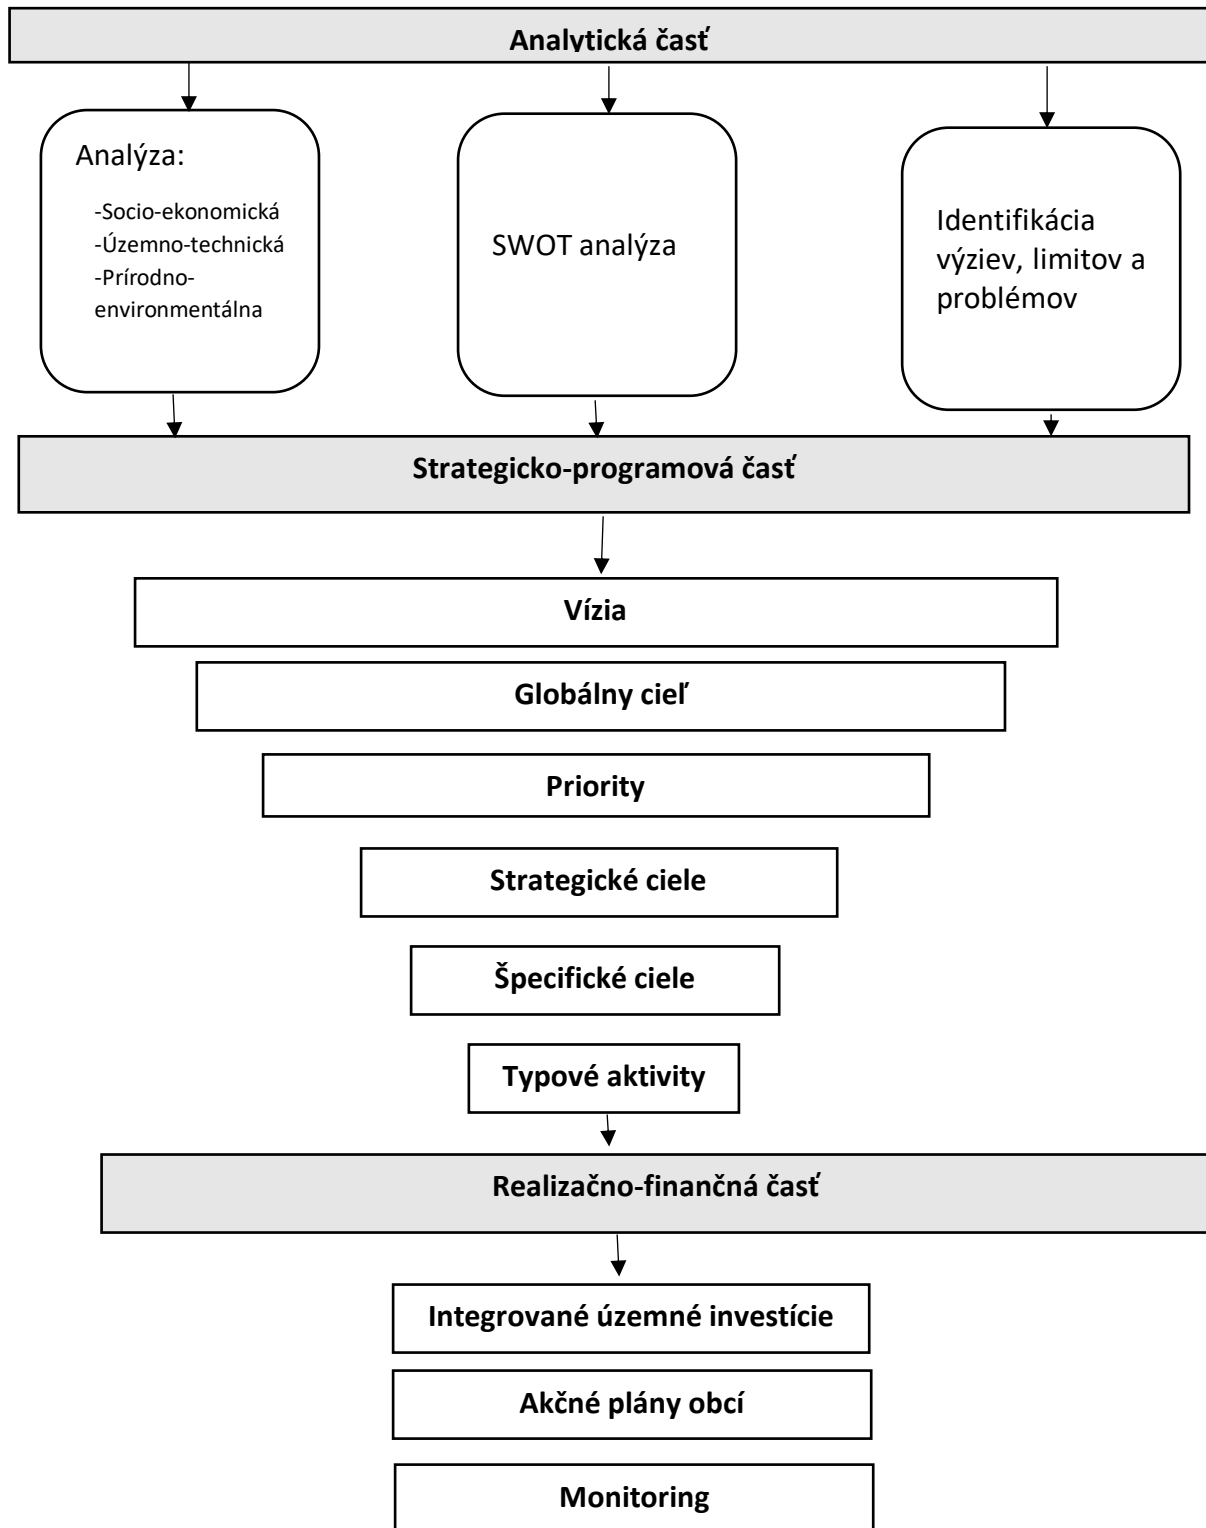 Analytická časť
Analýza:
-Socio-ekonomická
-Územno-technická
-Prírodno-
environmentálna
SWOT analýza
Identifikácia
výziev, limitov a
problémov
Strategicko-programová časť
Vízia
Globálny cieľ
Priority
Strategické ciele
Špecifické ciele
Typové aktivity
Realizačno-finančná časť
Integrované územné investície
Akčné plány obcí
Monitoring